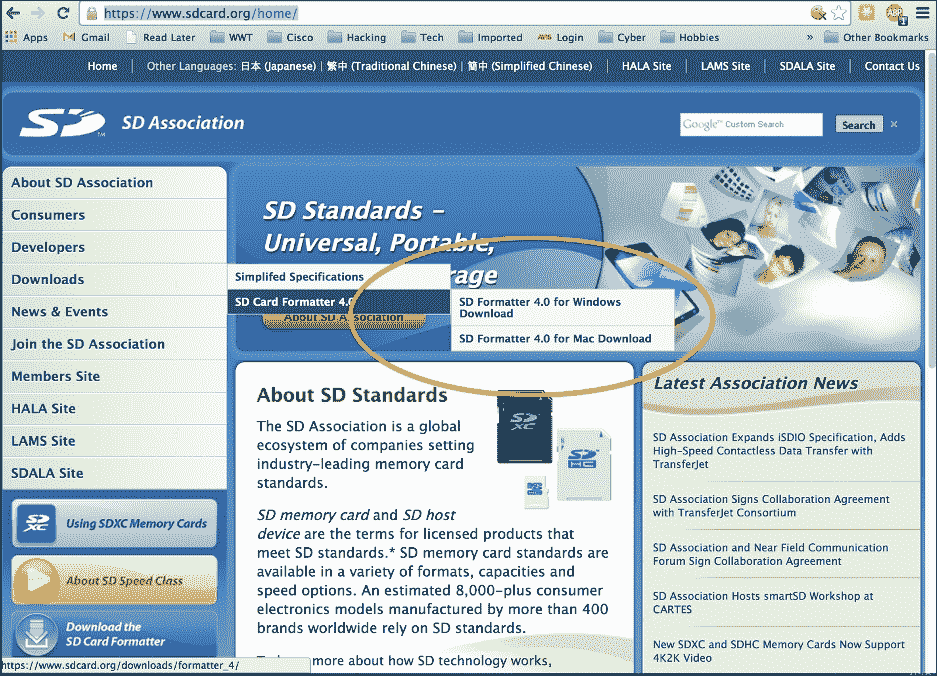 https://www.sdcard.org/home/
Apps Gmail Read Later WWT Cisco Hacking Tech Imported Login Cyber Hobbies » Other Bookmarks
Home Other Languages: 日本 (Japanese) | 繁中 (Traditional Chinese) | 簡中 (Simplified Chinese) HALA Site LAMS Site SDALA Site Contact Us
SD SD Association
Google™ Custom Search Search ×
About SD Association
Consumers
Developers
Downloads
News & Events
Join the SD Association
Members Site
HALA Site
LAMS Site
SDALA Site
SD XC Using SDXC Memory Cards
About SD Speed Class
Download the
SD Card Formatter
https://www.sdcard.org/downloads/formatter_4/
SD Standards –
Universal, Portable,
rage
Simplifed Specifications
SD Card Formatter 4.0
About SD Association
SD Formatter 4.0 for Windows
Download
SD Formatter 4.0 for Mac Download
About SD Standards
The SD Association is a global
ecosystem of companies setting
industry-leading memory card
standards.
SD memory card and SD host
device are the terms for licensed products that
meet SD standards.* SD memory card standards are
available in a variety of formats, capacities and
speed options. An estimated 8,000-plus consumer
electronics models manufactured by more than 400
brands worldwide rely on SD standards.
more about how SD technology works,
SD XC
SD HC
Latest Association News
SD Association Expands iSDIO Specification, Adds
High-Speed Contactless Data Transfer with
TransferJet
SD Association Signs Collaboration Agreement
with TransferJet Consortium
SD Association and Near Field Communication
Forum Sign Collaboration Agreement
SD Association Hosts smartSD Workshop at
CARTES
New SDXC and SDHC Memory Cards Now Support
4K2K Video